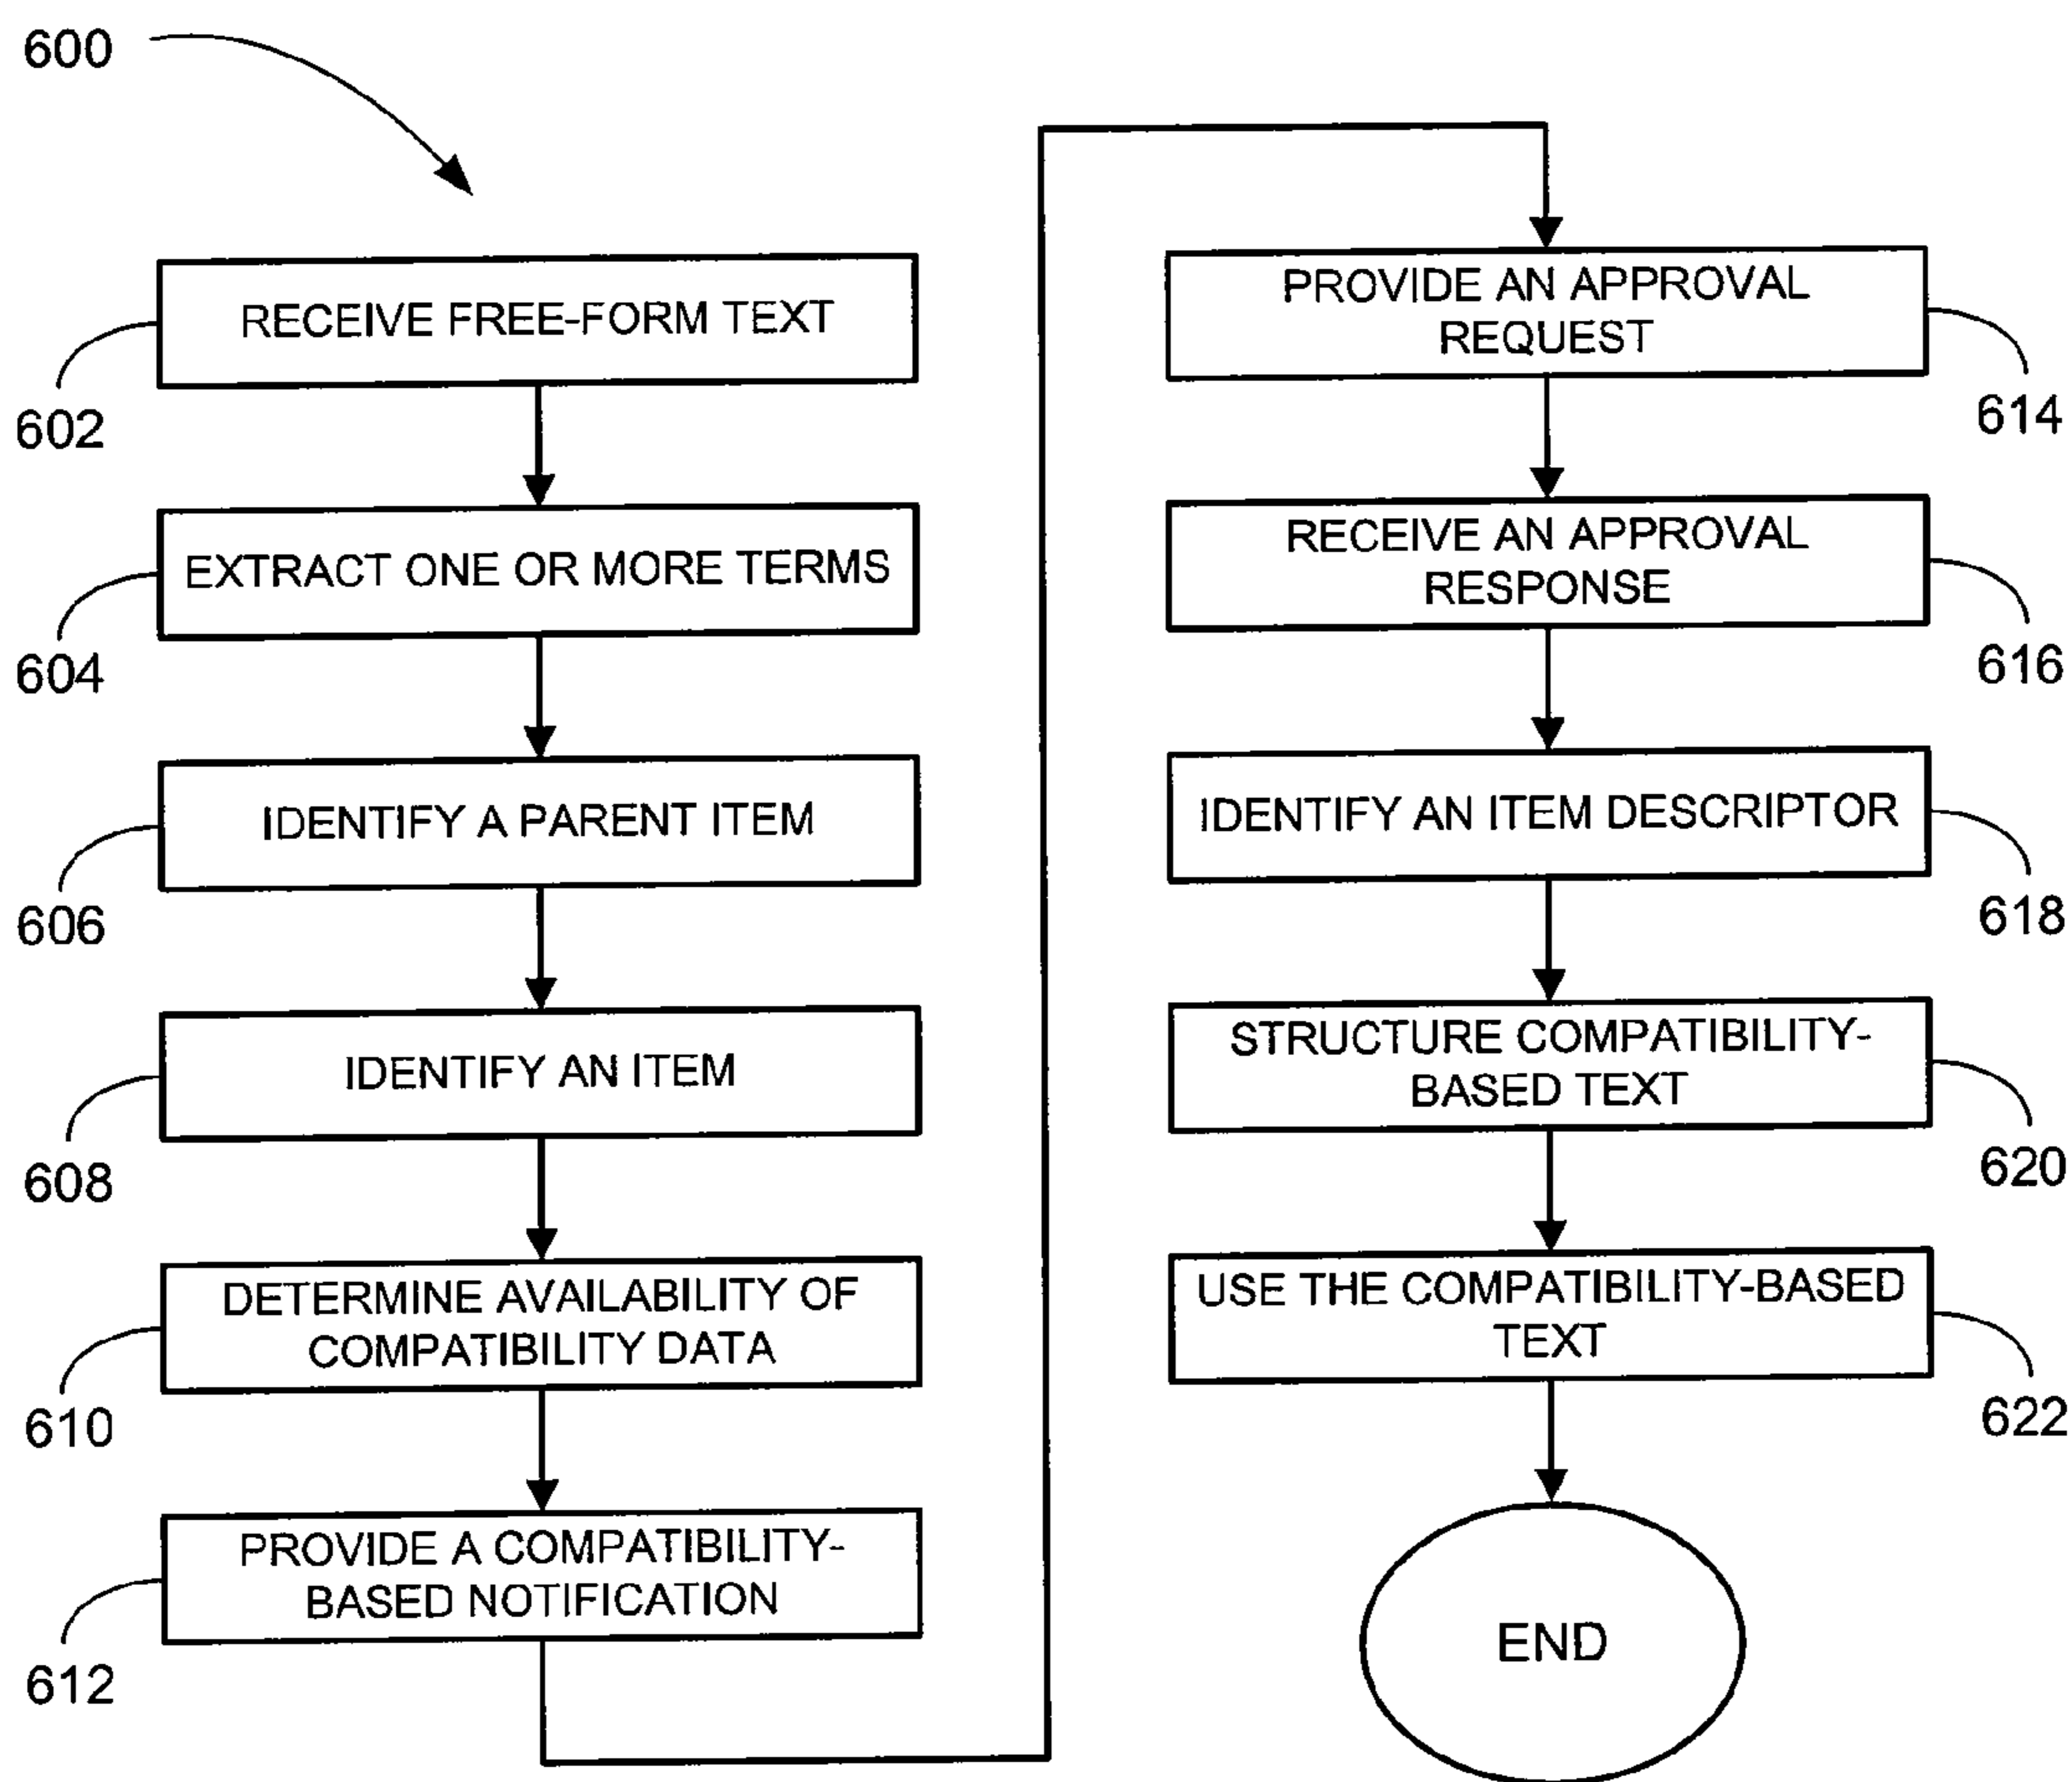 600
RECEIVE FREE-FORM TEXT
602
EXTRACT ONE OR MORE TERMS
604
IDENTIFY A PARENT ITEM
606
IDENTIFY AN ITEM
608
DETERMINE AVAILABILITY OF
COMPATIBILITY DATA
610
PROVIDE A COMPATIBILITY-
BASED NOTIFICATION
612
PROVIDE AN APPROVAL
REQUEST
614
RECEIVE AN APPROVAL
RESPONSE
616
IDENTIFY AN ITEM DESCRIPTOR
618
STRUCTURE COMPATIBILITY-
BASED TEXT
620
USE THE COMPATIBILITY-BASED
TEXT
622
END